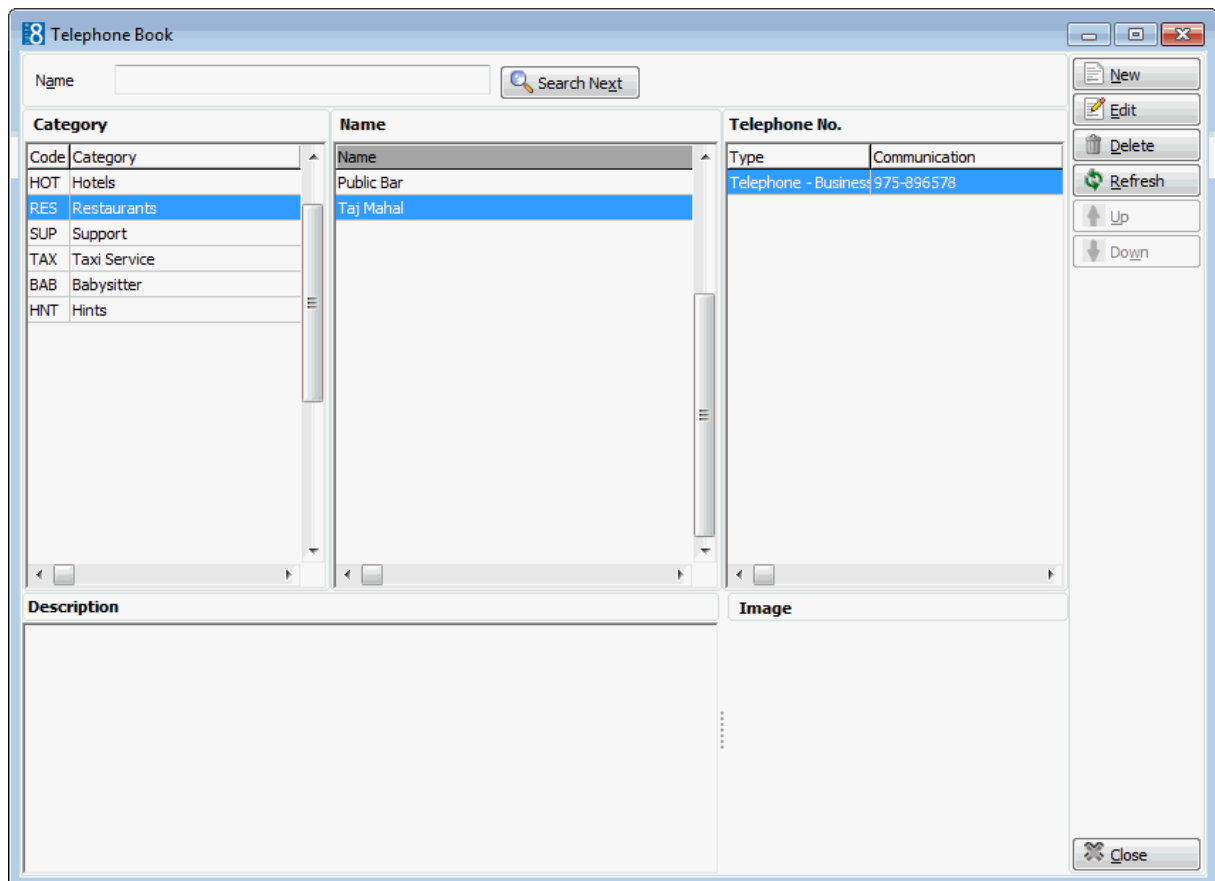 8 Telephone Book
Name Search Next
New
Edit
Delete
Refresh
Up
Down
Category
Code Category
HOT Hotels
RES Restaurants
SUP Support
TAX Taxi Service
BAB Babysitter
HNT Hints
Name
Name
Public Bar
Taj Mahal
Telephone No.
Type Communication
Telephone - Business 975-896578
Description
Image
Close